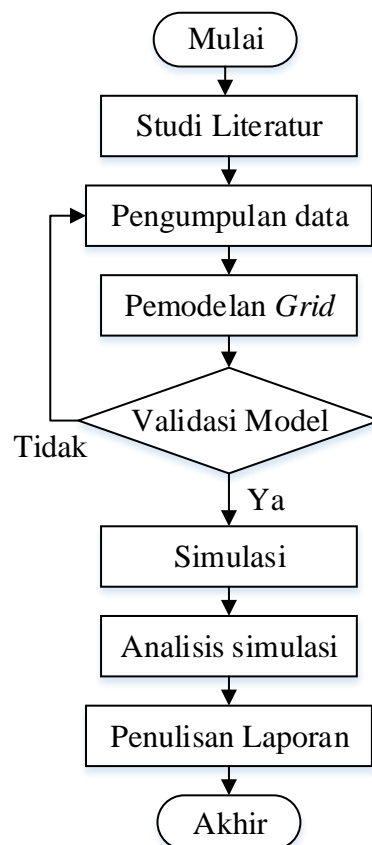 Mulai
Studi Literatur
Pengumpulan data
Pemodelan Grid
Validasi Model
Tidak
Ya
Simulasi
Analisis simulasi
Penulisan Laporan
Akhir